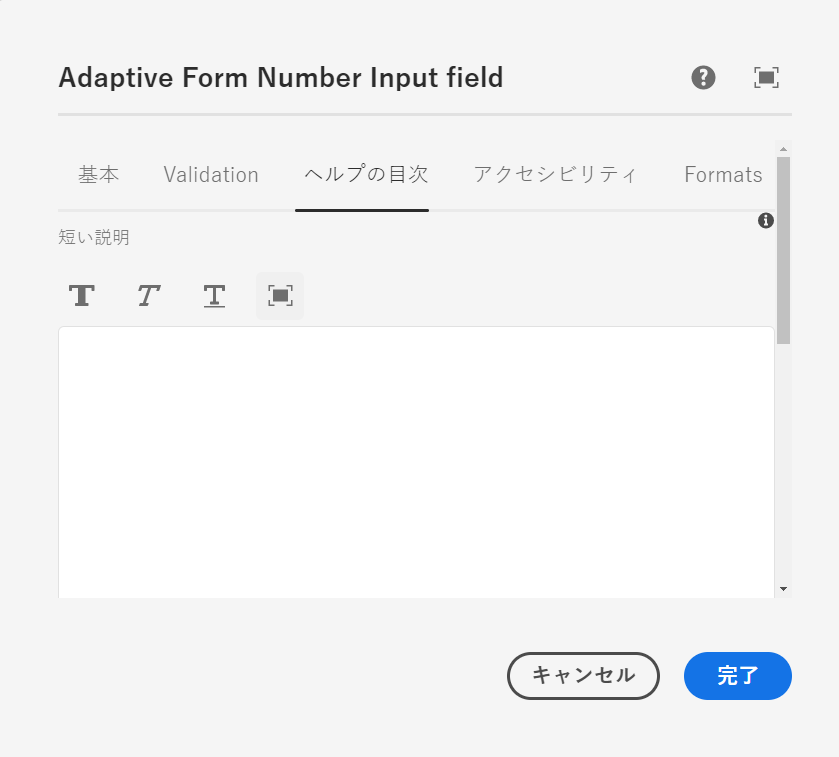 Adaptive Form Number Input field
基本 Validation ヘルプの目次 アクセシビリティ Formats
短い説明
T T T
キャンセル 完了